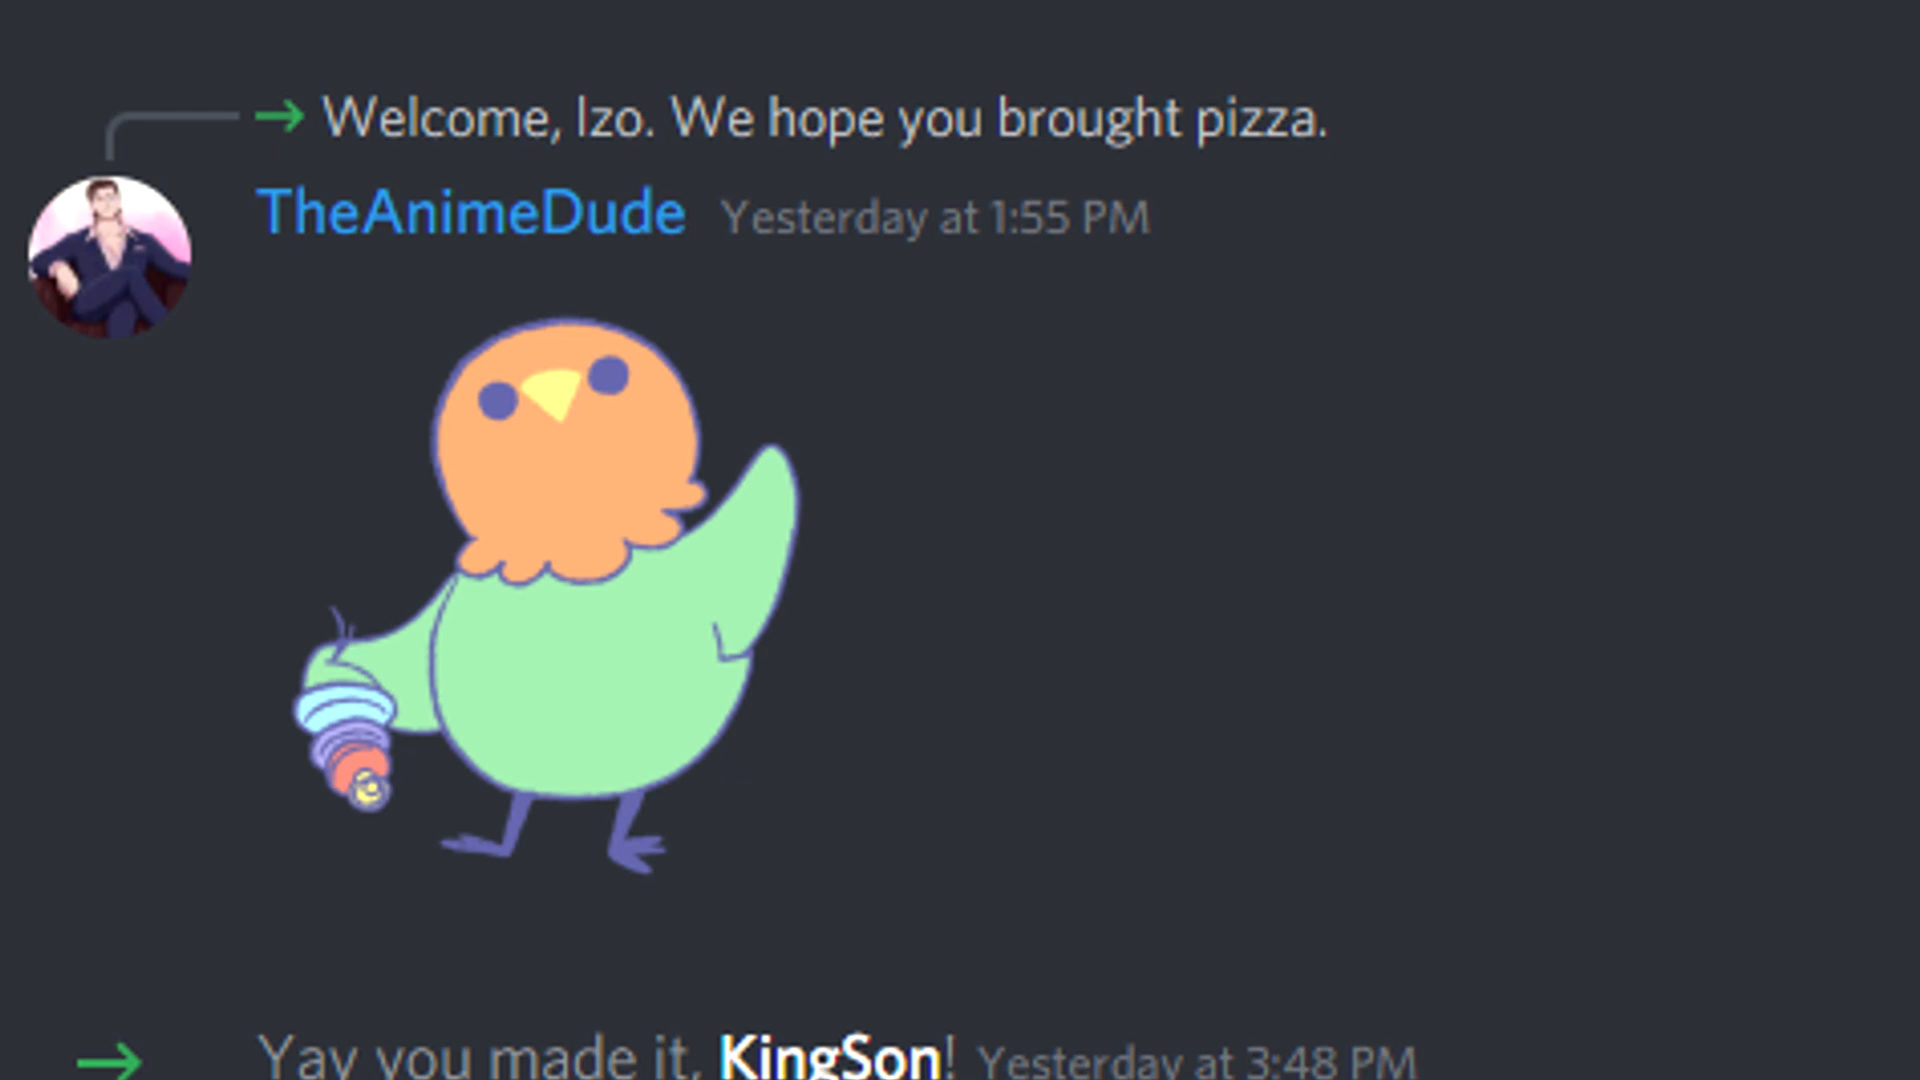 Welcome, Izo. We hope you brought pizza.
TheAnimeDude Yesterday at 1:55 PM
Yay you made it, KingSon! Yesterday at 3:48 PM